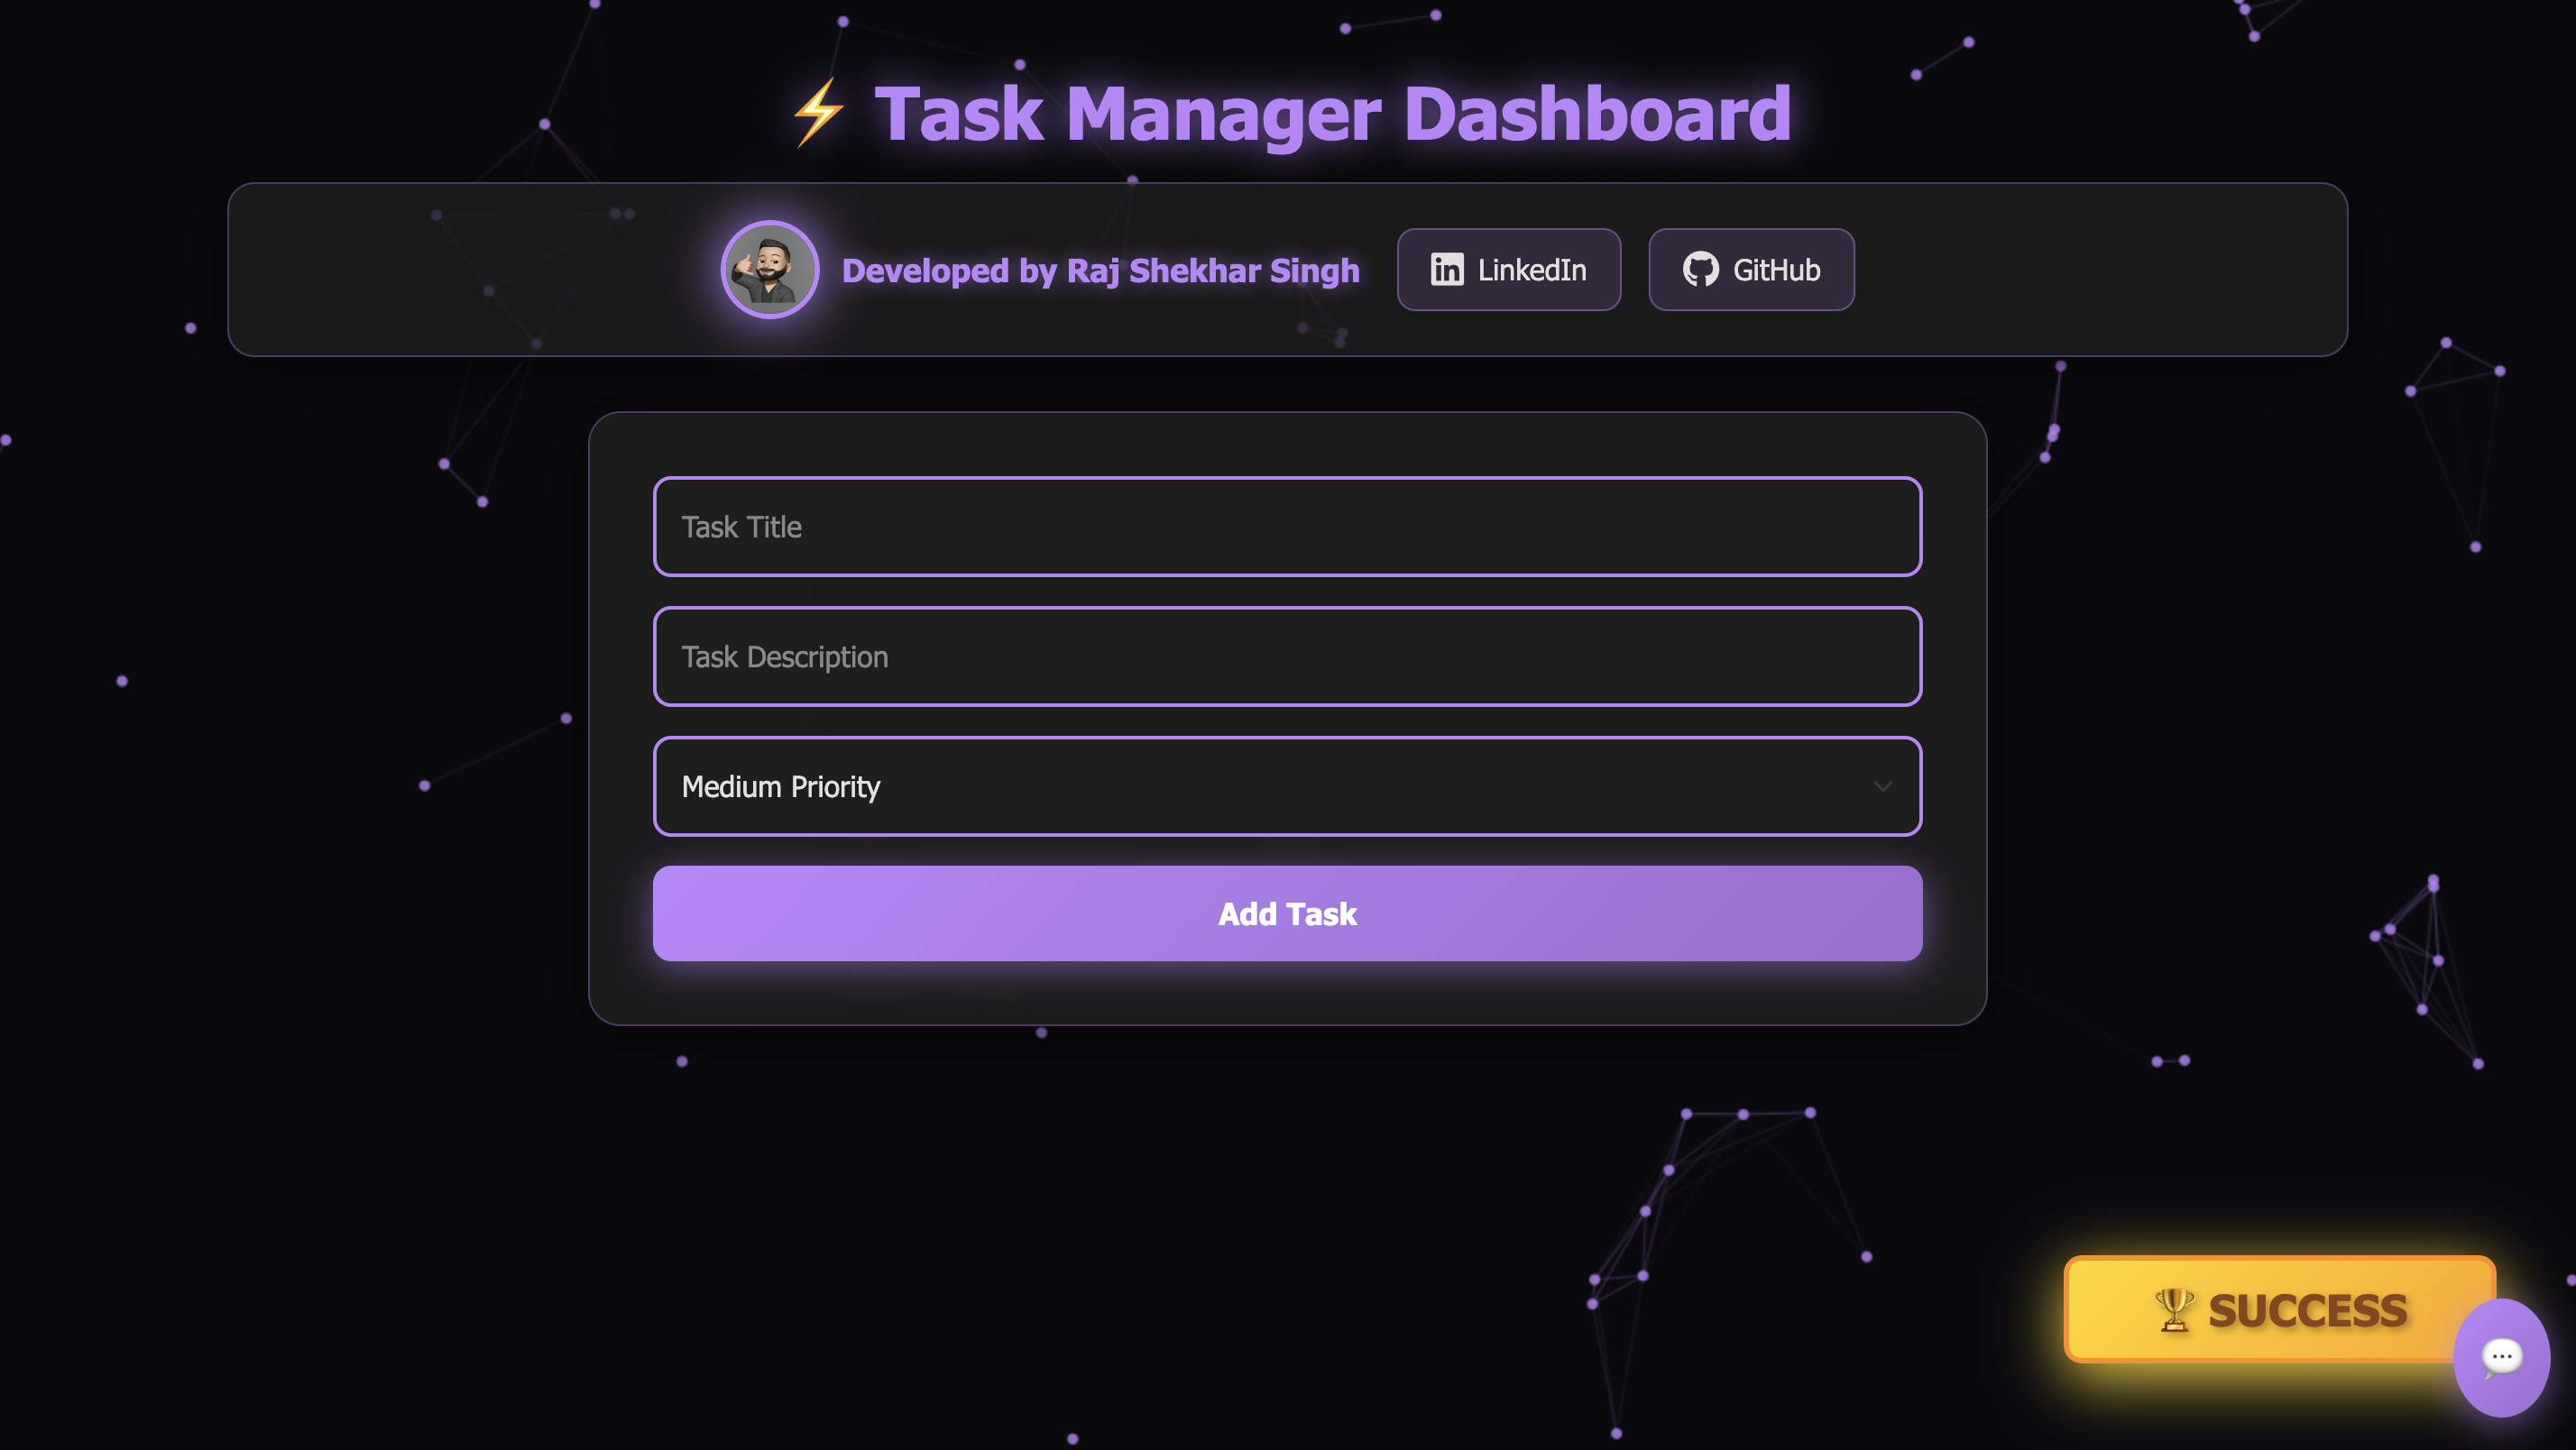 ⚡ Task Manager Dashboard
Developed by Raj Shekhar Singh
LinkedIn
GitHub
Task Title
Task Description
Medium Priority
Add Task
🏆 SUCCESS